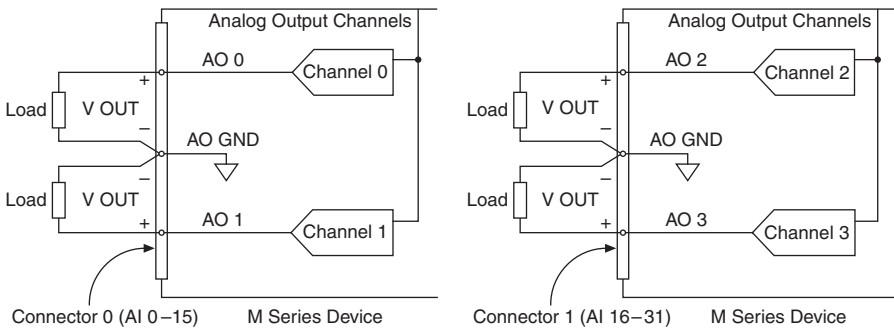 Analog Output Channels
AO 0
Channel 0
+
Load
V OUT
–
AO GND
–
Load
V OUT
+
AO 1
Channel 1
Connector 0 (AI 0–15)
M Series Device
Analog Output Channels
AO 2
Channel 2
+
Load
V OUT
–
AO GND
–
Load
V OUT
+
AO 3
Channel 3
Connector 1 (AI 16–31)
M Series Device